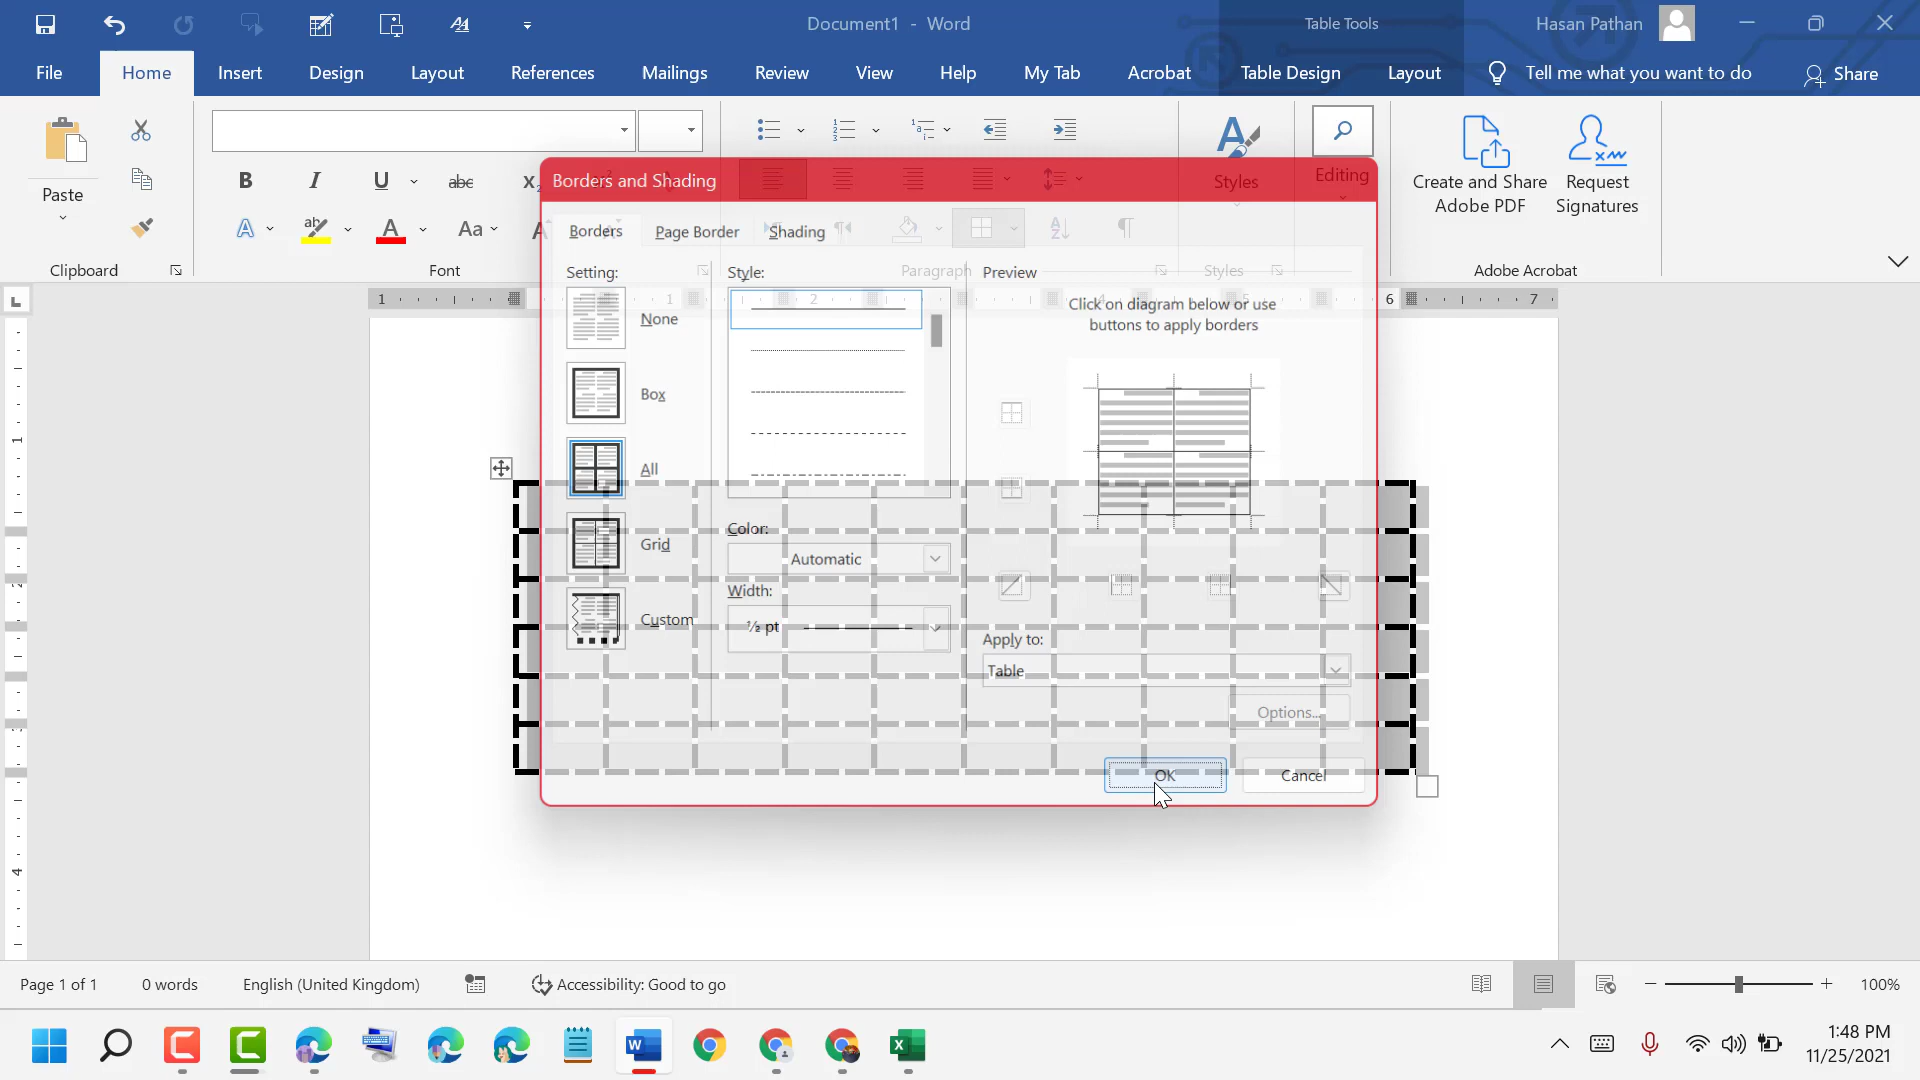 Document1 - Word
Table Tools
Hasan Pathan
File
Home
Insert
Design
Layout
References
Mailings
Review
View
Help
My Tab
Acrobat
Table Design
Layout
Tell me what you want to do
Share
Paste
Clipboard
B
I
U
abc
Aa
Font
Paragraph
Styles
Styles
Editing
Create and Share
Adobe PDF
Request
Signatures
Adobe Acrobat
Borders and Shading
Borders
Page Border
Shading
Setting:
None
Box
All
Grid
Custom
Style:
Color:
Automatic
Width:
½ pt
Preview
Click on diagram below or use
buttons to apply borders
Apply to:
Table
Options...
OK
Cancel
Page 1 of 1
0 words
English (United Kingdom)
Accessibility: Good to go
100%
1:48 PM
11/25/2021